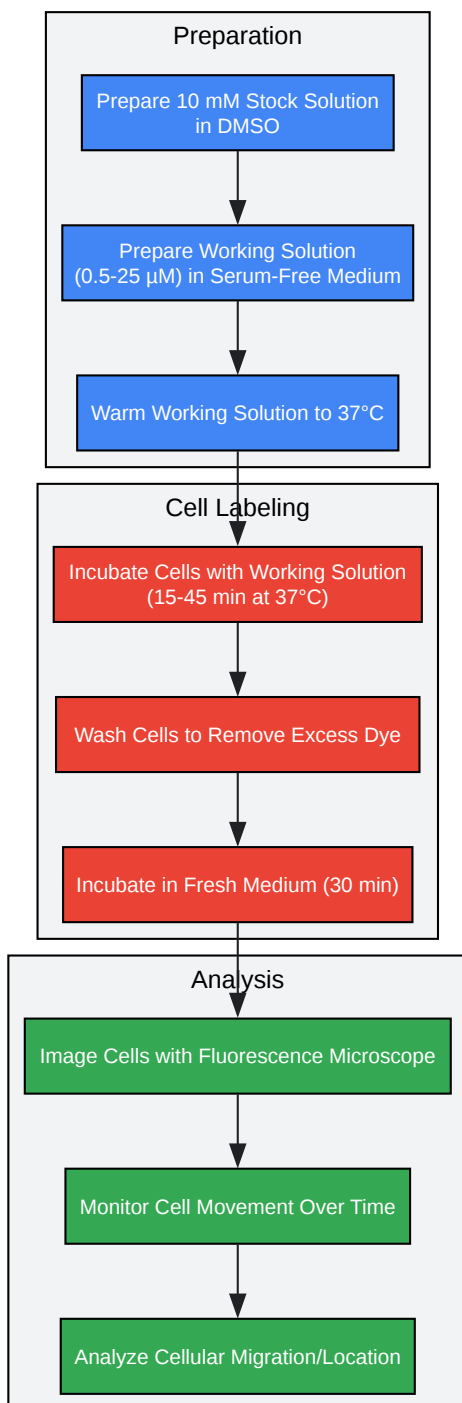 Preparation
Prepare 10 mM Stock Solution
in DMSO
Prepare Working Solution
(0.5-25 µM) in Serum-Free Medium
Warm Working Solution to 37°C
Cell Labeling
Incubate Cells with Working Solution
(15-45 min at 37°C)
Wash Cells to Remove Excess Dye
Incubate in Fresh Medium (30 min)
Analysis
Image Cells with Fluorescence Microscope
Monitor Cell Movement Over Time
Analyze Cellular Migration/Location